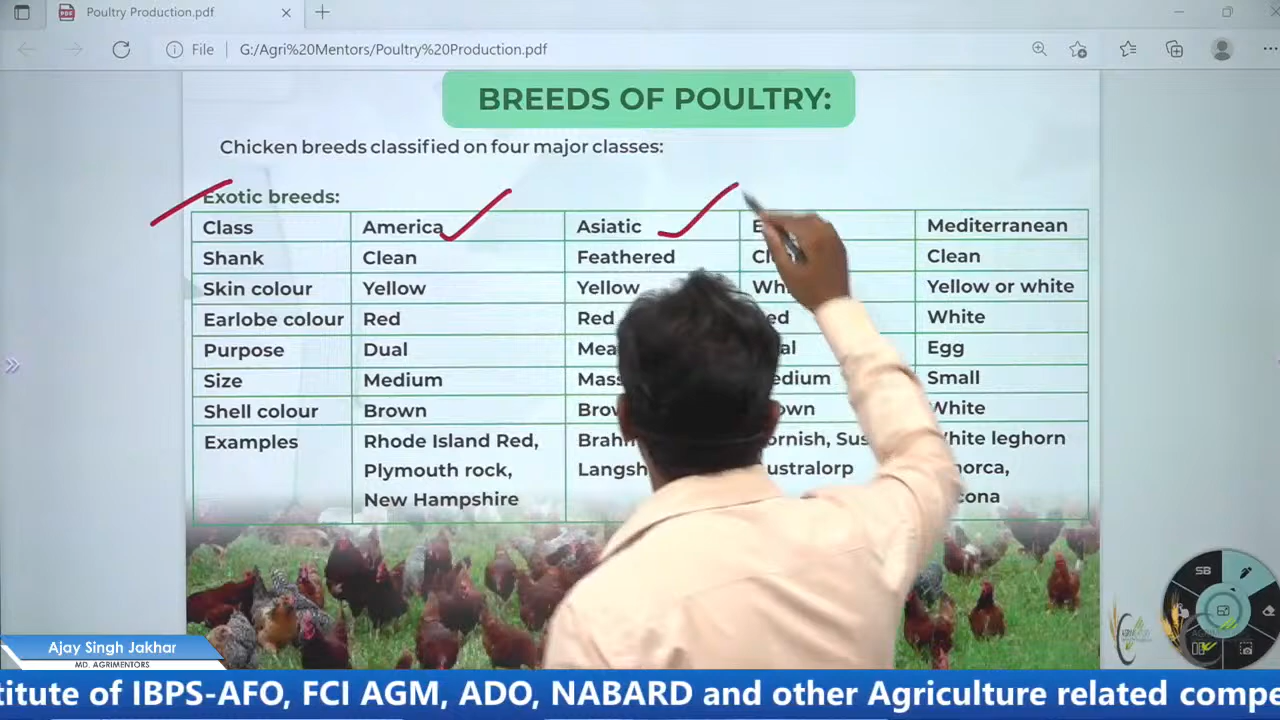 Poultry Production.pdf
File
G:/Agri%20Mentors/Poultry%20Production.pdf
BREEDS OF POULTRY:
Chicken breeds classified on four major classes:
Exotic breeds:
Class America Asiatic Mediterranean
Shank Clean Feathered Clean
Skin colour Yellow Yellow Yellow or white
Earlobe colour Red Red White
Purpose Dual Egg
Size Medium Small
Shell colour Brown White
Examples Rhode Island Red, White leghorn
Plymouth rock,
New Hampshire
SB
Ajay Singh Jakhar
MD. AGRIMENTORS
of IBPS-AFO, FCI AGM, ADO, NABARD and other Agriculture related